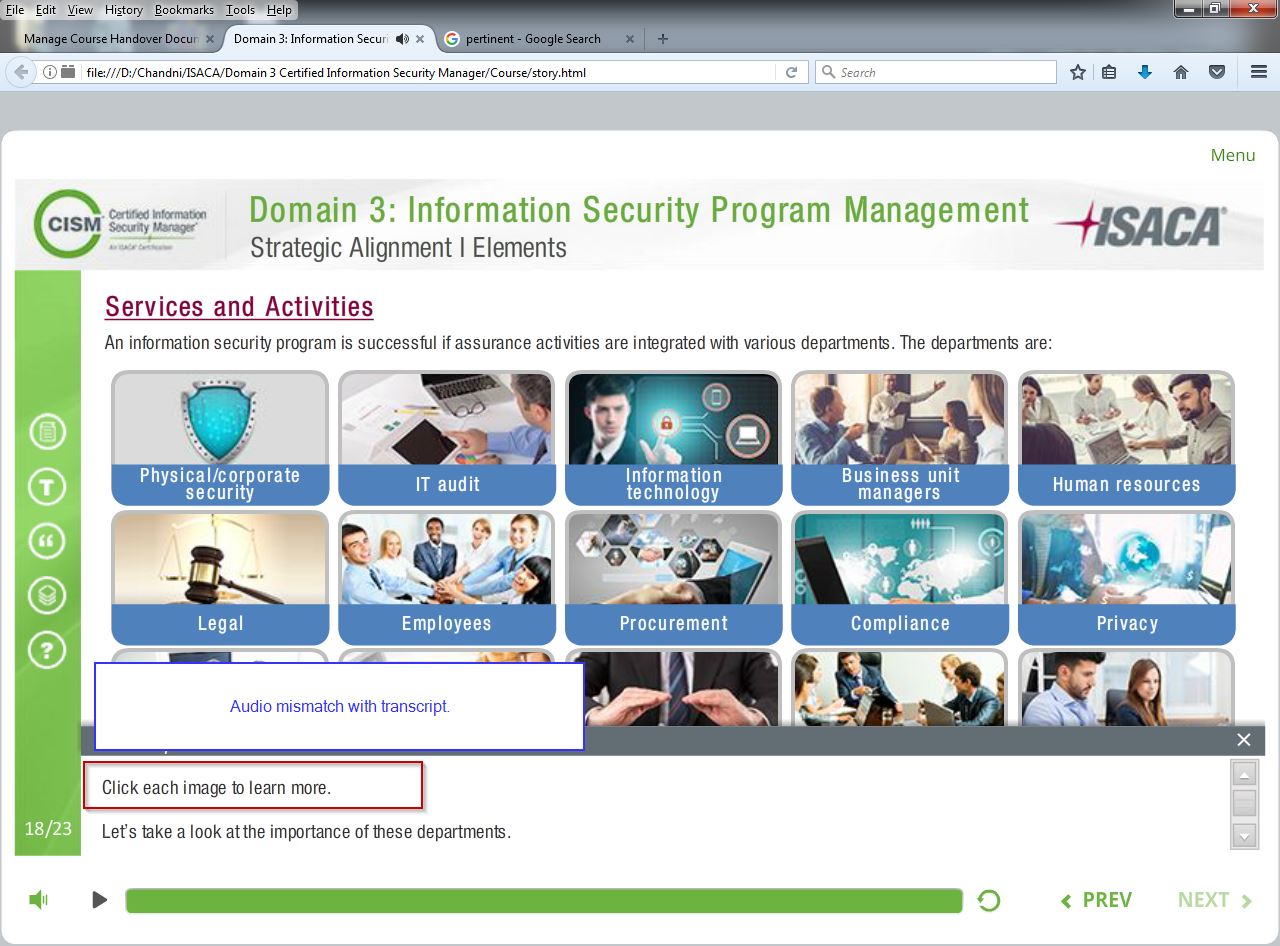 File Edit View History Bookmarks Tools Help
Manage Course Handover Docun
Domain 3: Information Securi
pertinent - Google Search
file:///D:/Chandni/ISACA/Domain 3 Certified Information Security Manager/Course/story.html
Search
Menu
CISM Certified Information
Security Manager
An ISACA Certification
Domain 3: Information Security Program Management
Strategic Alignment I Elements
ISACA
Services and Activities
An information security program is successful if assurance activities are integrated with various departments. The departments are:
Physical/corporate
security
IT audit
Information
technology
Business unit
managers
Human resources
Legal
Employees
Procurement
Compliance
Privacy
Audio mismatch with transcript.
Click each image to learn more.
Let's take a look at the importance of these departments.
18/23
PREV
NEXT